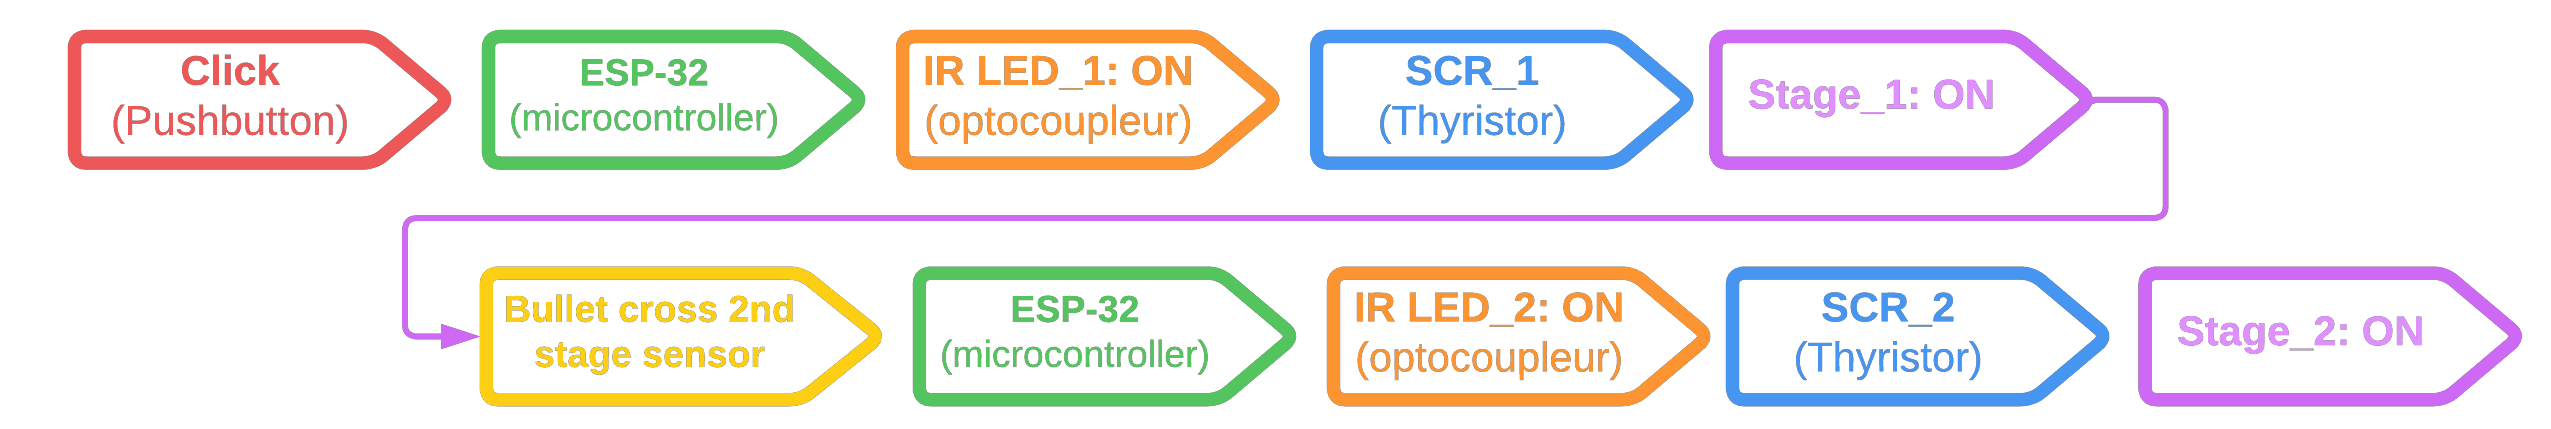 Click
(Pushbutton)
ESP-32
(microcontroller)
IR LED_1: ON
(optocoupleur)
SCR_1
(Thyristor)
Stage_1: ON
Bullet cross 2nd
stage sensor
ESP-32
(microcontroller)
IR LED_2: ON
(optocoupleur)
SCR_2
(Thyristor)
Stage_2: ON